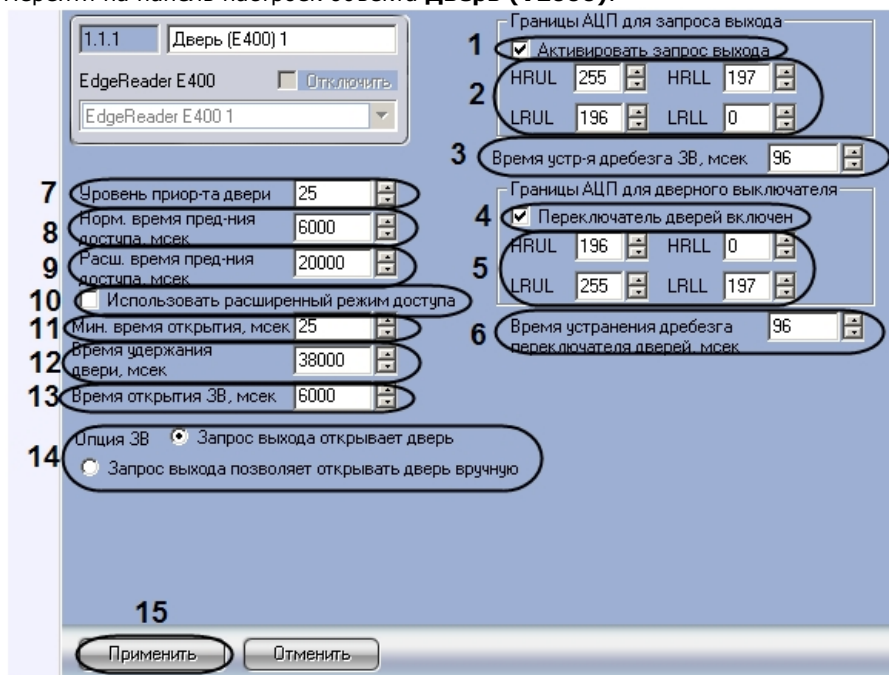 Дверь (V2000).
1.1.1 Дверь (E400) 1
EdgeReader E400 Отключить
EdgeReader E400 1
7 Уровень приор-та двери 25
8 Норм. время пред-ния доступа, мсек 6000
9 Расш. время пред-ния доступа, мсек 20000
10 Использовать расширенный режим доступа
11 Мин. время открытия, мсек 25
12 Время удержания двери, мсек 38000
13 Время открытия ЗВ, мсек 6000
14 Опция ЗВ Запрос выхода открывает дверь
Запрос выхода позволяет открывать дверь вручную
Границы АЦП для запроса выхода
1 Активировать запрос выхода
2 HRUL 255 HRLL 197
LRUL 196 LRLL 0
3 Время устр-я дребезга ЗВ, мсек 96
Границы АЦП для дверного выключателя
4 Переключатель дверей включен
5 HRUL 196 HRLL 0
LRUL 255 LRLL 197
6 Время устранения дребезга переключателя дверей, мсек 96
15
Применить Отменить